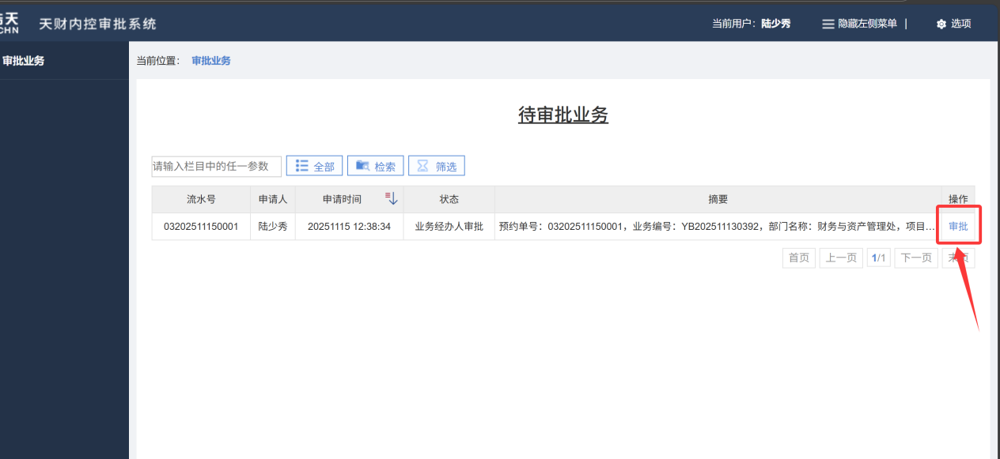 天
CHN
天财内控审批系统
当前用户：陆少秀
隐藏左侧菜单 |
选项
审批业务
当前位置： 审批业务
待审批业务
请输入栏目中的任一参数 全部 检索 筛选
流水号 申请人 申请时间 状态 摘要 操作
03202511150001 陆少秀 20251115 12:38:34 业务经办人审批 预约单号：03202511150001，业务编号：YB202511130392，部门名称：财务与资产管理处，项目... 审批
首页 上一页 1/1 下一页 末页